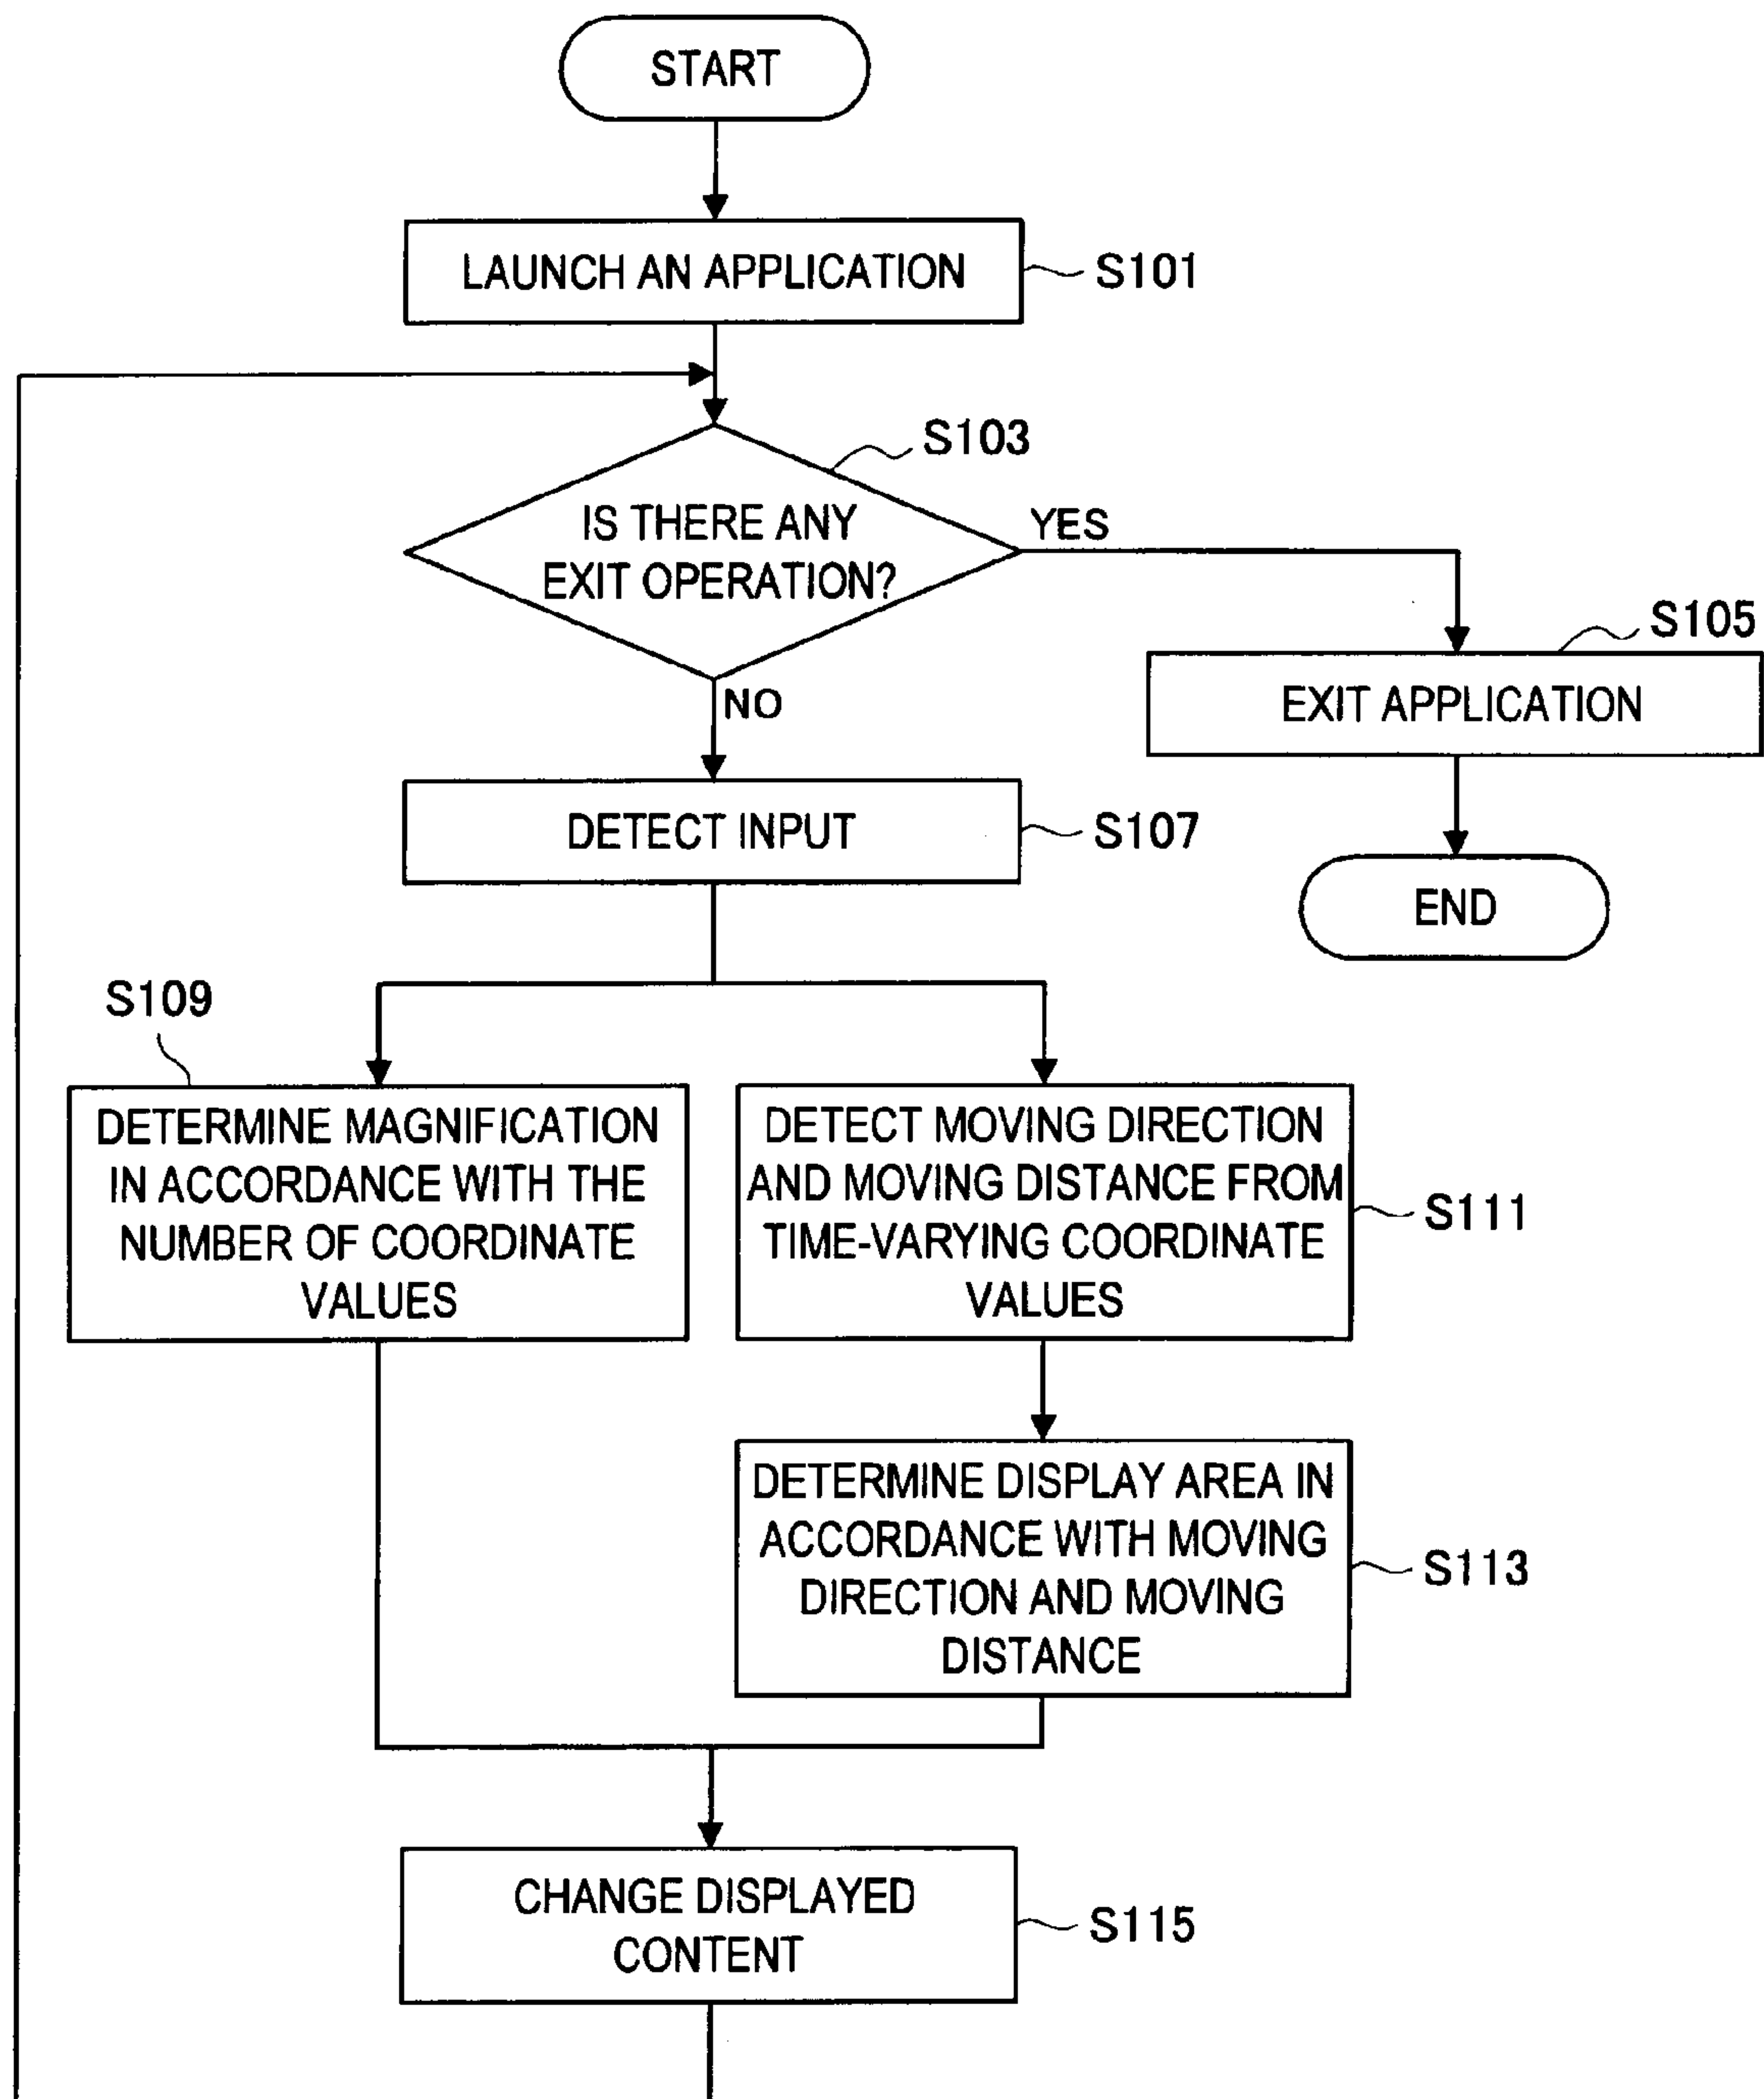 START
LAUNCH AN APPLICATION
S101
S103
IS THERE ANY
EXIT OPERATION?
YES
NO
S105
EXIT APPLICATION
END
DETECT INPUT
S107
S109
DETERMINE MAGNIFICATION
IN ACCORDANCE WITH THE
NUMBER OF COORDINATE
VALUES
DETECT MOVING DIRECTION
AND MOVING DISTANCE FROM
TIME-VARYING COORDINATE
VALUES
S111
DETERMINE DISPLAY AREA IN
ACCORDANCE WITH MOVING
DIRECTION AND MOVING
DISTANCE
S113
CHANGE DISPLAYED
CONTENT
S115